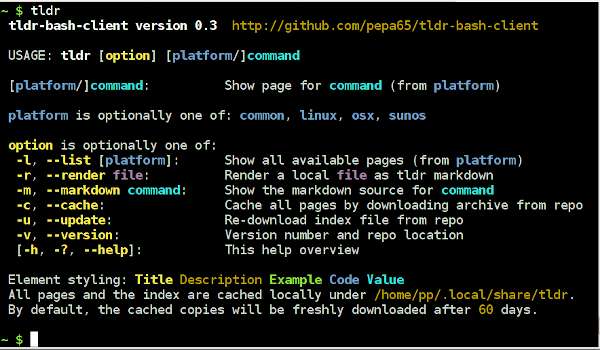 ~ $ tldr
tldr-bash-client version 0.3  http://github.com/pepa65/tldr-bash-client
USAGE: tldr [option] [platform/]command
[platform/]command:          Show page for command (from platform)
platform is optionally one of: common, linux, osx, sunos
option is optionally one of:
-l, --list [platform]:      Show all available pages (from platform)
-r, --render file:          Render a local file as tldr markdown
-m, --markdown command:     Show the markdown source for command
-c, --cache:                Cache all pages by downloading archive from repo
-u, --update:               Re-download index file from repo
-v, --version:              Version number and repo location
[-h, -?, --help]:           This help overview
Element styling: Title Description Example Code Value
All pages and the index are cached locally under /home/pp/.local/share/tldr.
By default, the cached copies will be freshly downloaded after 60 days.
~ $